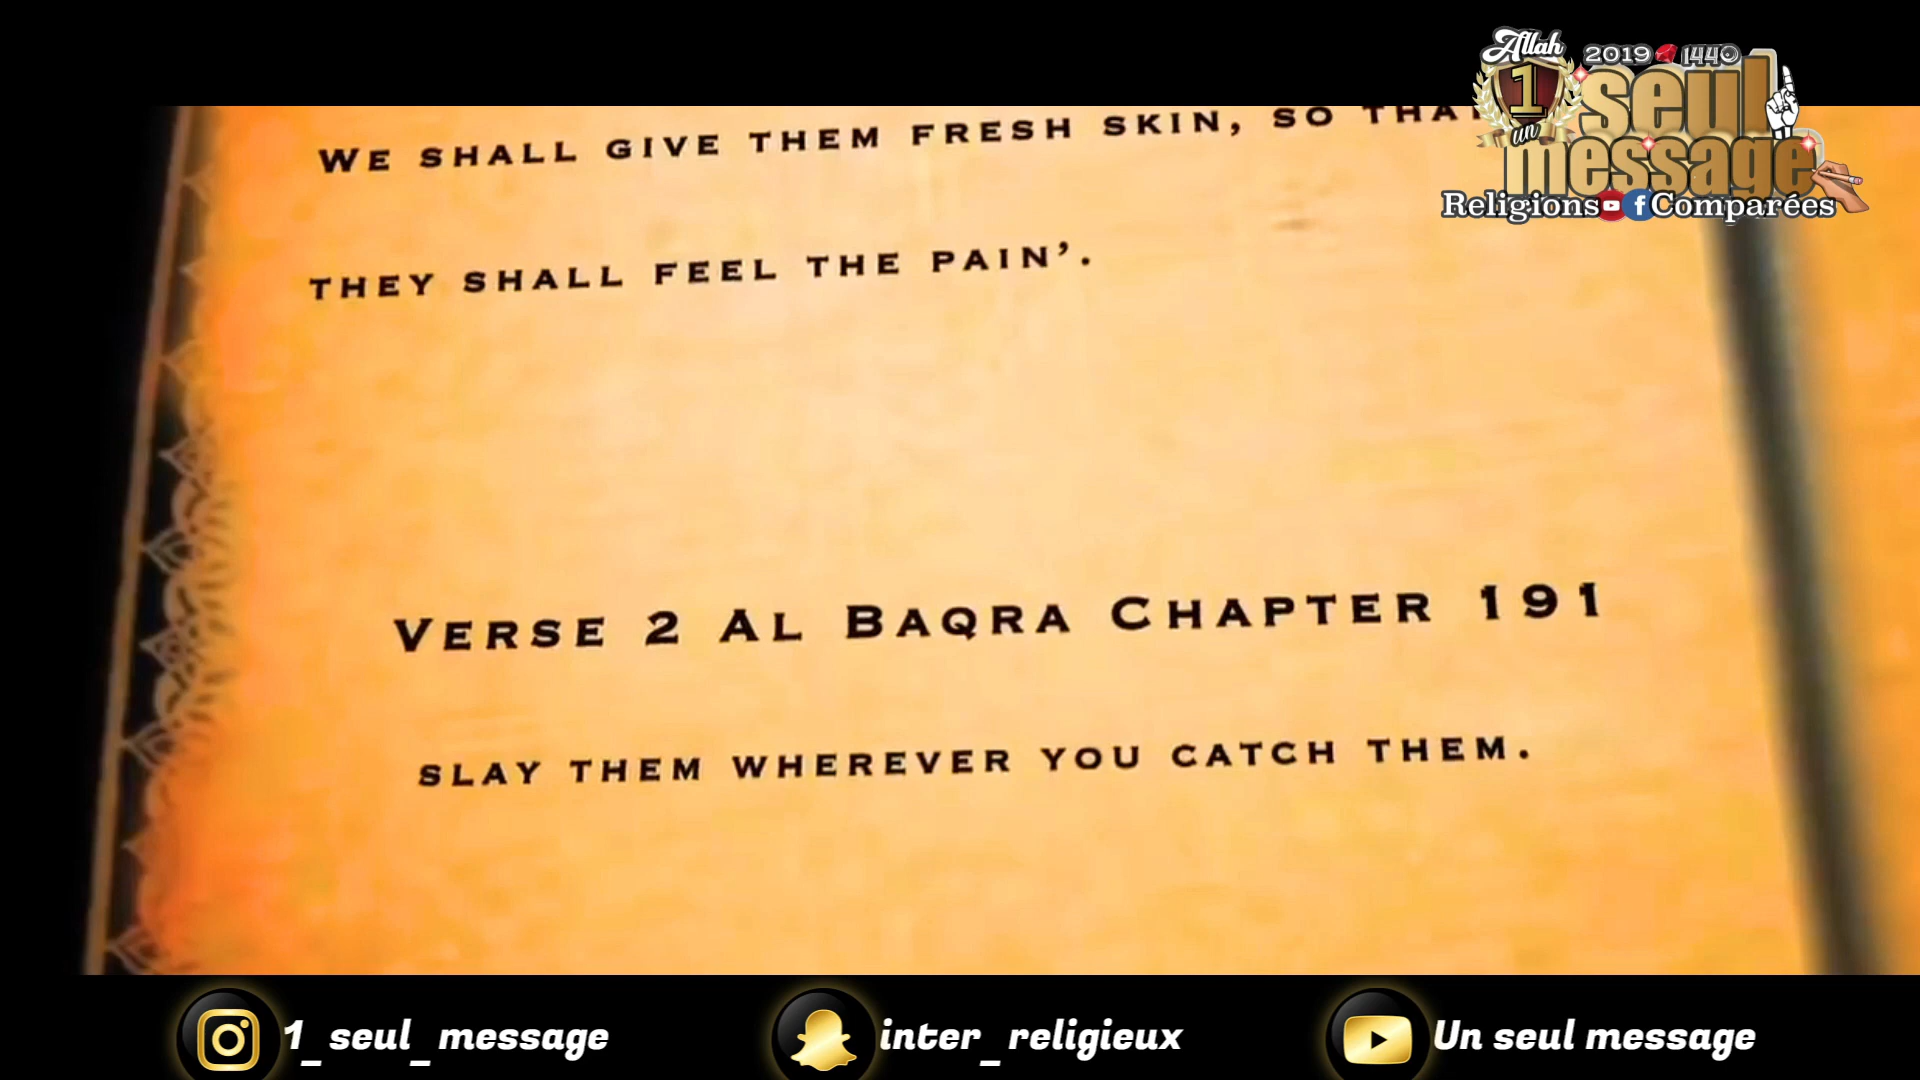 Allah
1
un
2019 1440
seul
message
Religions Comparées
WE SHALL GIVE THEM FRESH SKIN, SO
THEY SHALL FEEL THE PAIN'.
VERSE 2 AL BAQRA CHAPTER 191
SLAY THEM WHEREVER YOU CATCH THEM.
1_seul_message
inter_religieux
Un seul message